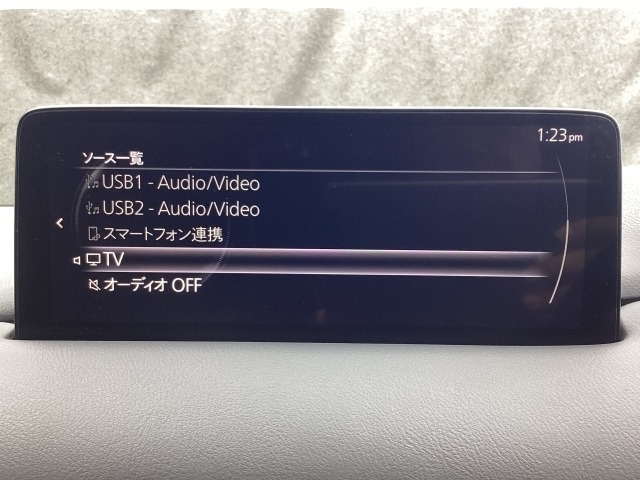 1:23 pm
ソース一覧
USB1 - Audio/Video
USB2 - Audio/Video
スマートフォン連携
TV
オーディオ OFF